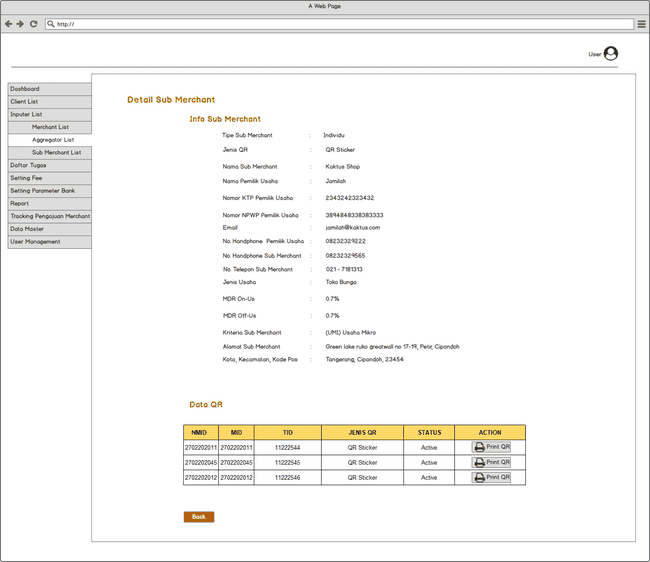 A Web Page
http://
User
Dashboard
Client List
Inputer List
Merchant List
Aggregator List
Sub Merchant List
Daftar Tugas
Setting Fee
Setting Parameter Bank
Report
Tracking Pengajuan Merchant
Data Master
User Management
Detail Sub Merchant
Info Sub Merchant
Tipe Sub Merchant : Individu
Jenis QR : QR Sticker
Nama Sub Merchant : Kaktus Shop
Nama Pemilik Usaha : Jamilah
Nomor KTP Pemilik Usaha : 2343242323432
Nomor NPWP Pemilik Usaha : 3894848338383333
Email : jamilah@kaktus.com
No. Handphone Pemilik Usaha : 08232329222
No. Handphone Sub Merchant : 08232329565
No. Telepon Sub Merchant : 021 - 7181313
Jenis Usaha : Toko Bunga
MDR On-Us : 0.7%
MDR Off-Us : 0.7%
Kriteria Sub Merchant : (UMI) Usaha Mikro
Alamat Sub Merchant : Green lake ruko greatwall no 17-19, Petir, Cipondoh
Kota, Kecamatan, Kode Pos : Tangerang, Cipondoh, 23454
Data QR
NMID MID TID JENIS QR STATUS ACTION
2702202011 2702202011 11222544 QR Sticker Active Print QR
2702202045 2702202045 11222545 QR Sticker Active Print QR
2702202012 2702202012 11222546 QR Sticker Active Print QR
Back